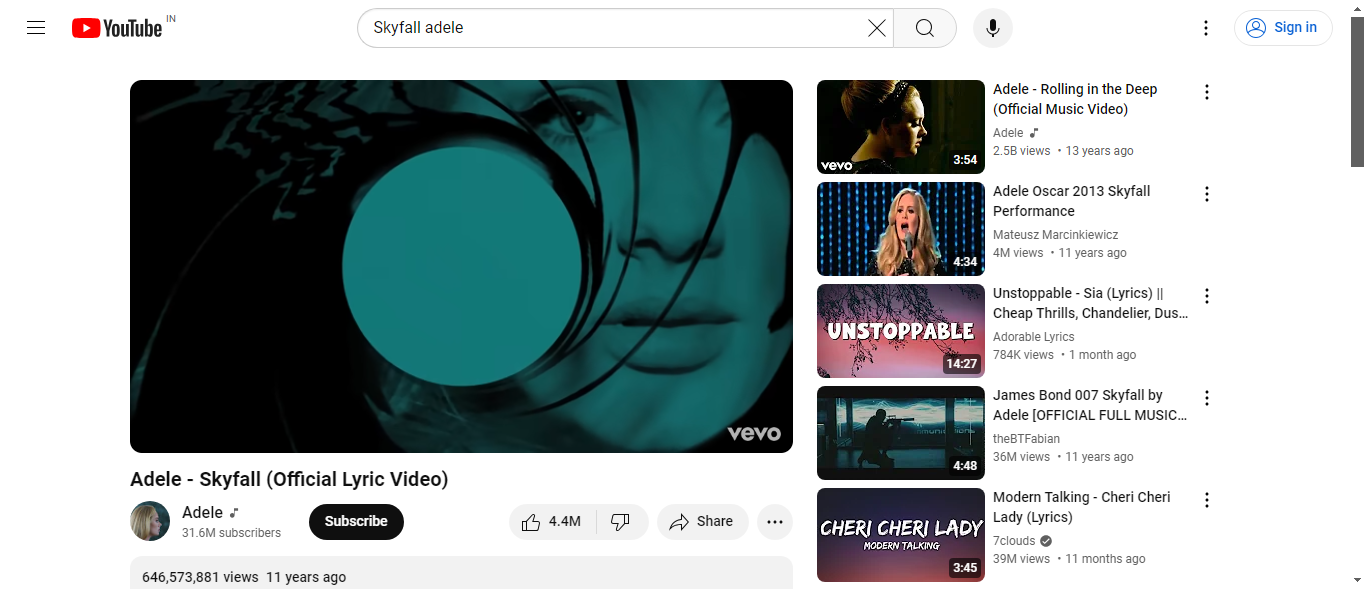 YouTube IN
Skyfall adele
Sign in
vevo
Adele - Skyfall (Official Lyric Video)
Adele
31.6M subscribers
Subscribe
4.4M
Share
646,573,881 views 11 years ago
vevo
3:54
Adele - Rolling in the Deep
(Official Music Video)
Adele
2.5B views • 13 years ago
4:34
Adele Oscar 2013 Skyfall
Performance
Mateusz Marcinkiewicz
4M views • 11 years ago
UNSTOPPABLE
14:27
Unstoppable - Sia (Lyrics) ||
Cheap Thrills, Chandelier, Dus...
Adorable Lyrics
784K views • 1 month ago
4:48
James Bond 007 Skyfall by
Adele [OFFICIAL FULL MUSIC...
theBTFabian
36M views • 11 years ago
CHERI CHERI LADY
MODERN TALKING
3:45
Modern Talking - Cheri Cheri
Lady (Lyrics)
7clouds
39M views • 11 months ago